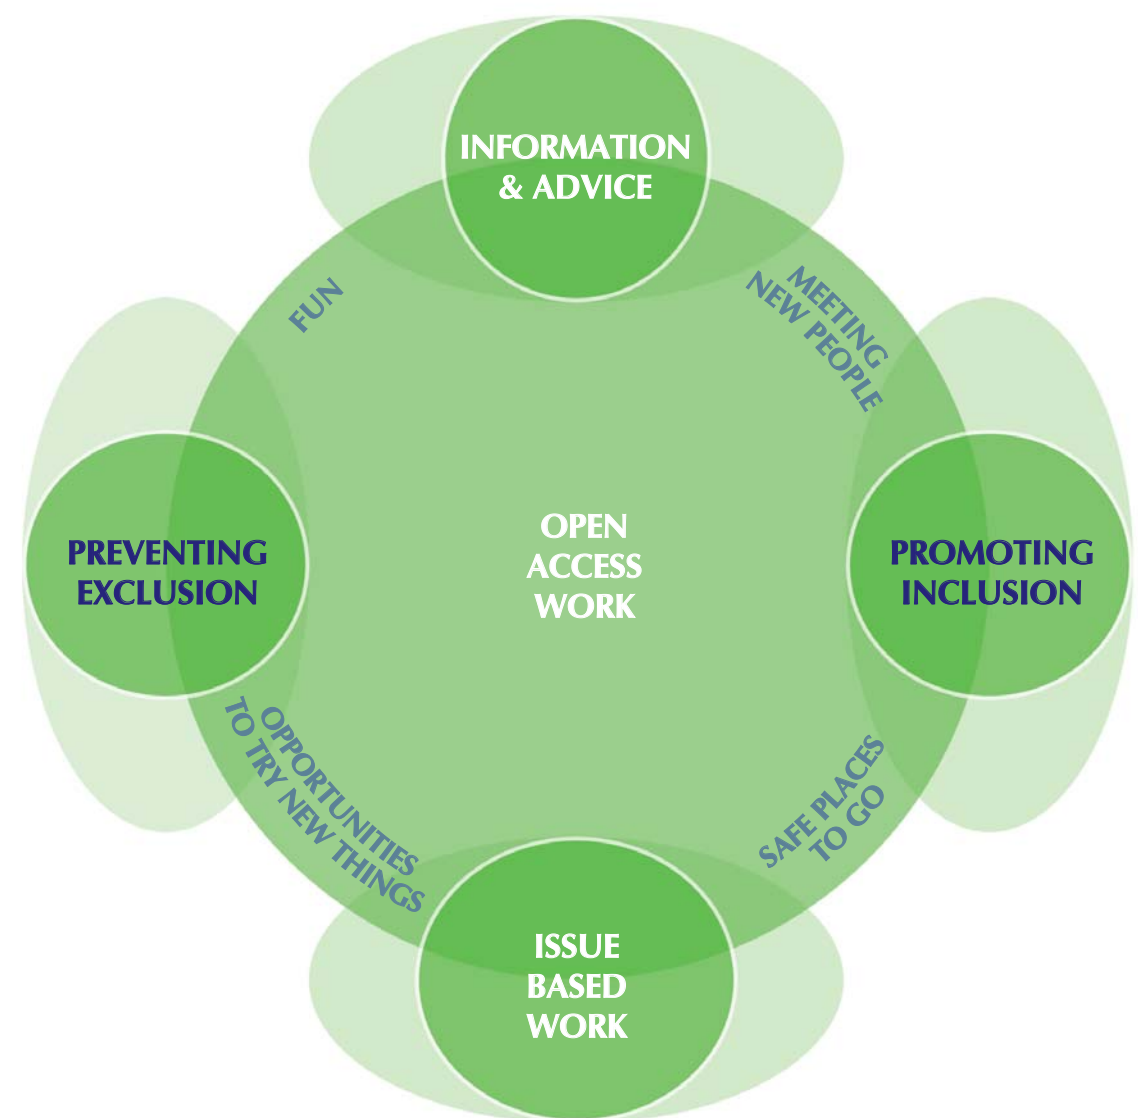 INFORMATION
& ADVICE
FUN
MEETING
NEW PEOPLE
PREVENTING
EXCLUSION
OPEN
ACCESS
WORK
PROMOTING
INCLUSION
OPPORTUNITIES
TO TRY NEW THINGS
SAFE PLACES
TO GO
ISSUE
BASED
WORK